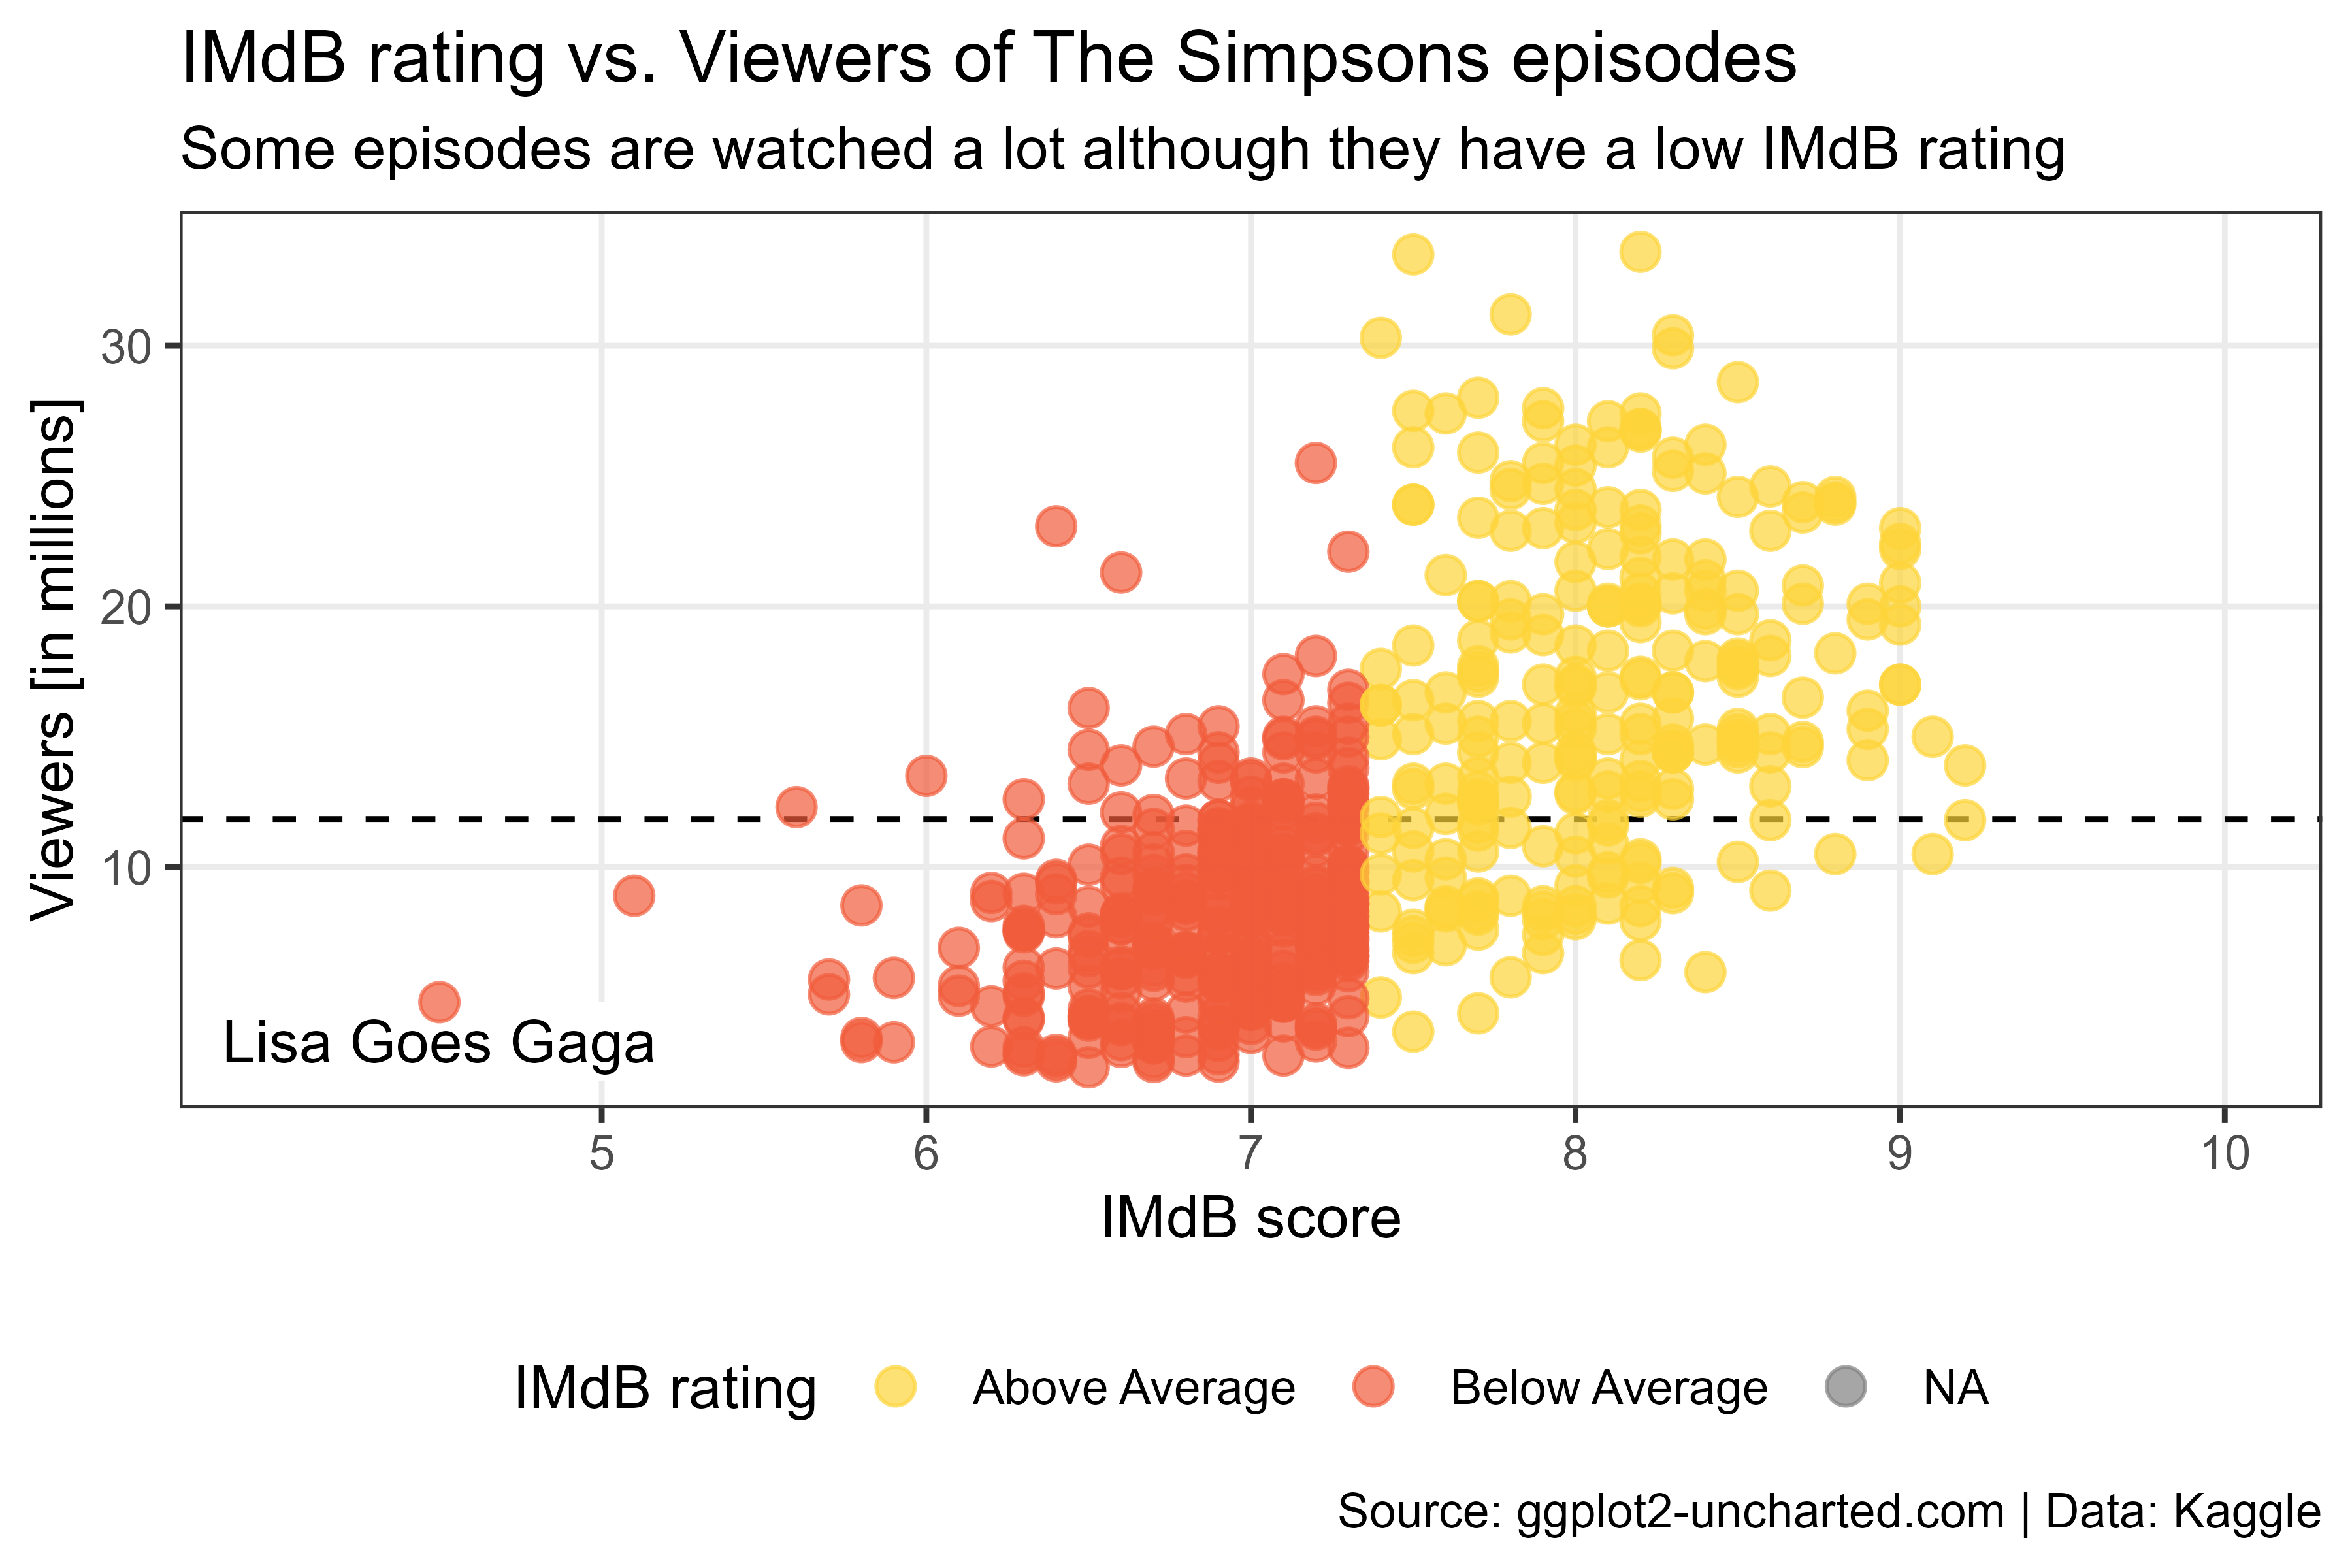 IMdB rating vs. Viewers of The Simpsons episodes
Some episodes are watched a lot although they have a low IMdB rating
Viewers [in millions]
30
20
10
Lisa Goes Gaga
5 6 7 8 9 10
IMdB score
IMdB rating Above Average Below Average NA
Source: ggplot2-uncharted.com | Data: Kaggle